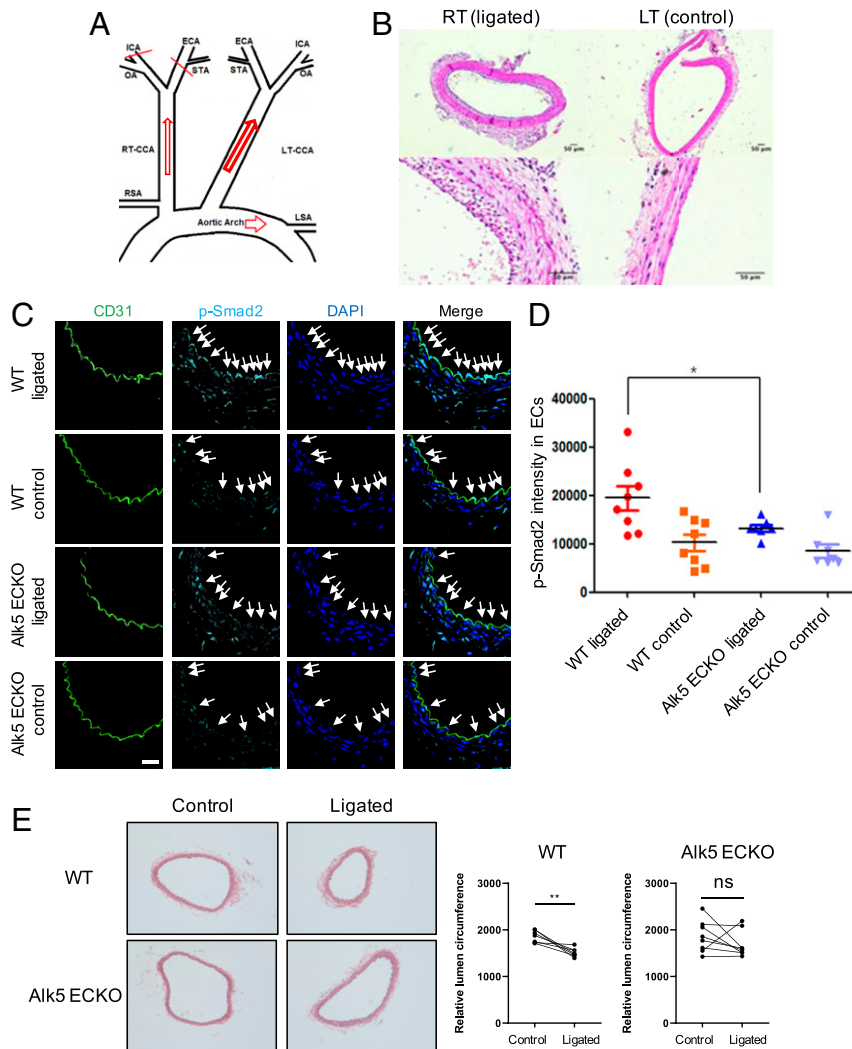 A
ICA
ECA
ECA
ICA
OA
STA
STA
OA
RT-CCA
LT-CCA
RSA
LSA
Aortic Arch
B
RT (ligated)
LT (control)
50 µm
50 µm
50 µm
50 µm
C
CD31
p-Smad2
DAPI
Merge
WT
ligated
WT
control
Alk5 ECKO
ligated
Alk5 ECKO
control
D
*
p-Smad2 intensity in ECs
40000
30000
20000
10000
0
WT ligated
WT control
Alk5 ECKO ligated
Alk5 ECKO control
E
Control
Ligated
WT
Alk5 ECKO
WT
Relative lumen circumference
3000
2000
1000
0
**
Control
Ligated
Alk5 ECKO
Relative lumen circumference
3000
2000
1000
0
ns
Control
Ligated